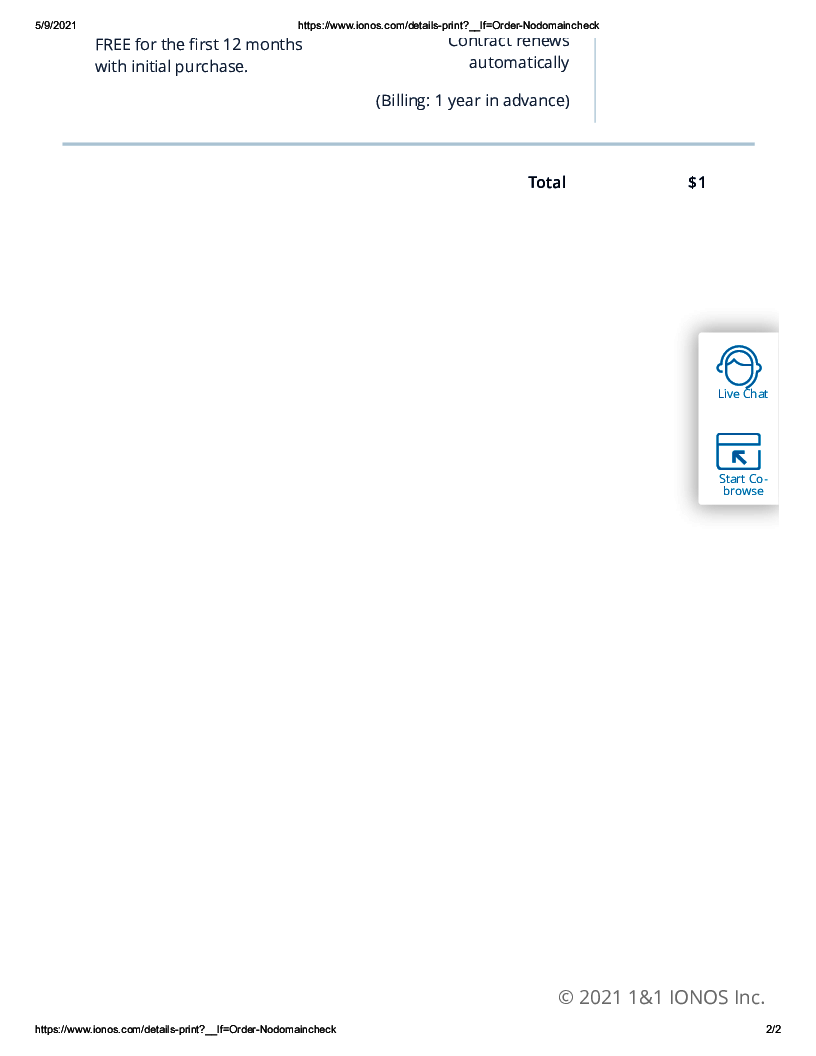 5/9/2021 https://www.ionos.com/details-print?__lf=Order-Nodomaincheck
FREE for the first 12 months
with initial purchase.
Contract renews
automatically
(Billing: 1 year in advance)
Total $1
Live Chat
Start Co-
browse
© 2021 1&1 IONOS Inc.
https://www.ionos.com/details-print?__lf=Order-Nodomaincheck 2/2